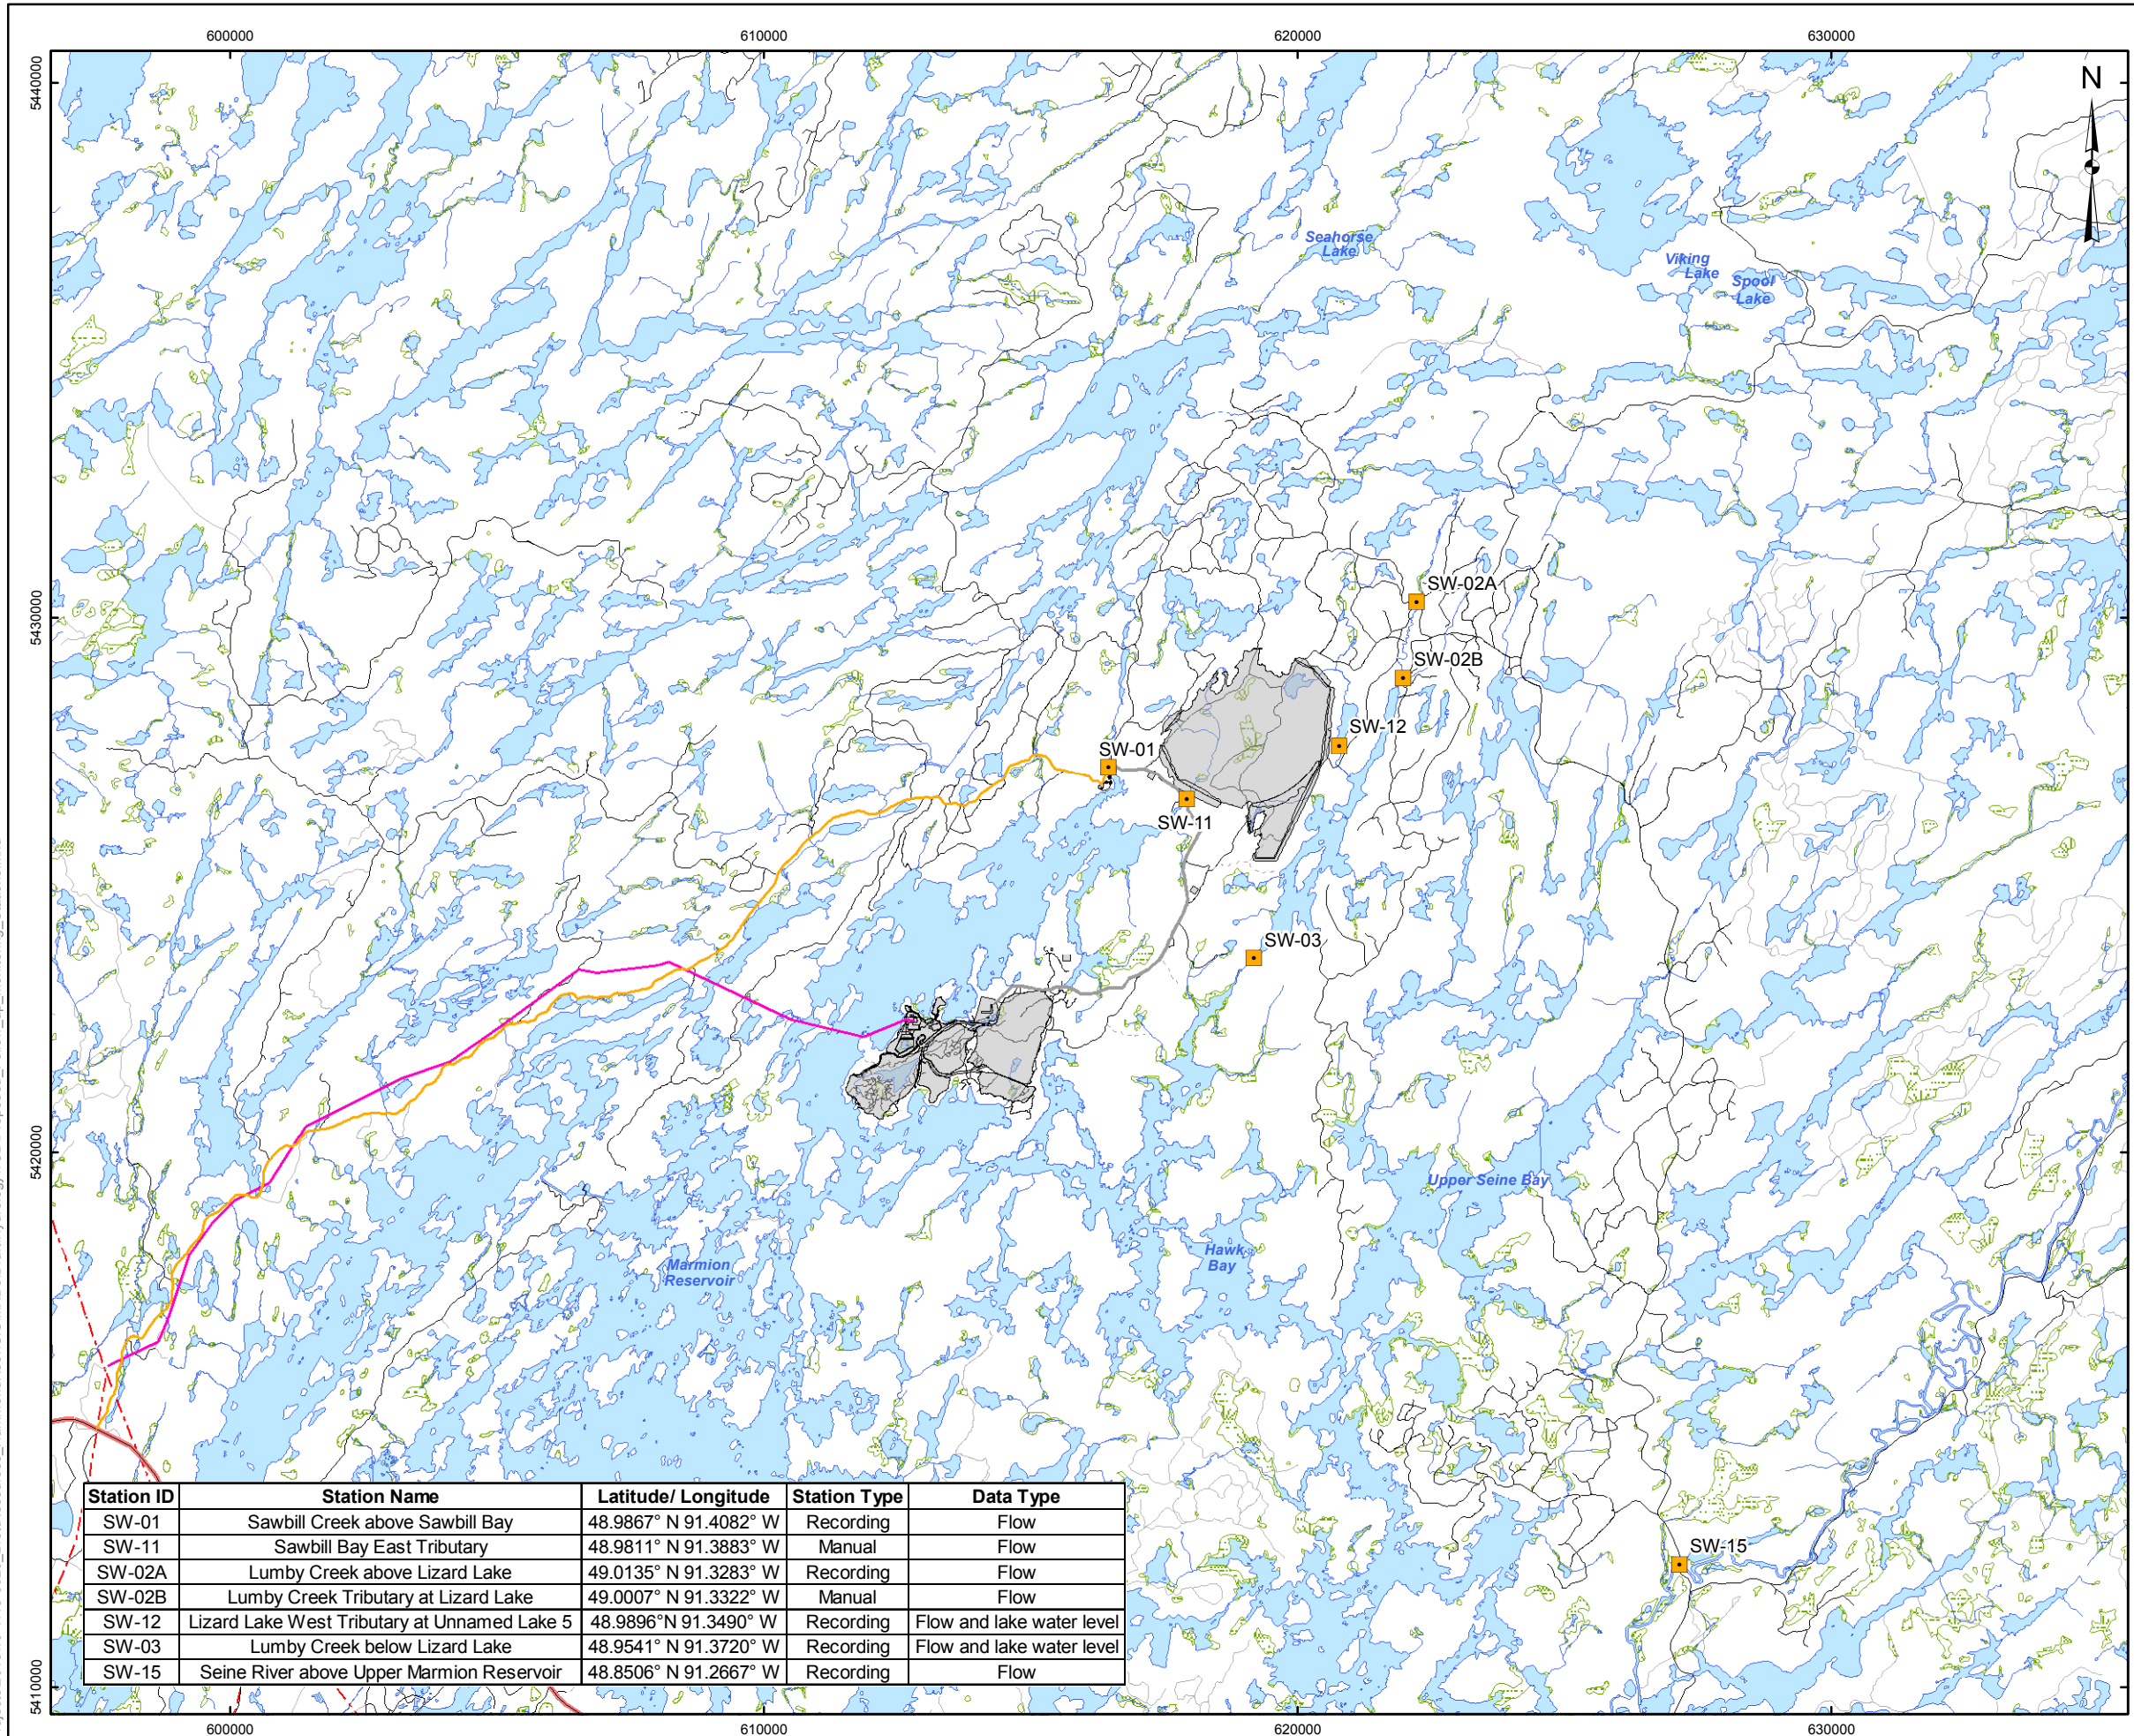 600000 610000 620000 630000
5440000
N
Seahorse
Lake
Viking
Lake
Spool
Lake
SW-02A
5430000
SW-02B
SW-12
SW-01
SW-11
SW-03
5420000
Upper Seine Bay
Hawk
Bay
Marmion
Reservoir
Station ID Station Name Latitude/ Longitude Station Type Data Type
SW-01 Sawbill Creek above Sawbill Bay 48.9867° N 91.4082° W Recording Flow
SW-11 Sawbill Bay East Tributary 48.9811° N 91.3883° W Manual Flow
SW-02A Lumby Creek above Lizard Lake 49.0135° N 91.3283° W Recording Flow
SW-02B Lumby Creek Tributary at Lizard Lake 49.0007° N 91.3322° W Manual Flow
SW-12 Lizard Lake West Tributary at Unnamed Lake 5 48.9896°N 91.3490° W Recording Flow and lake water level
SW-03 Lumby Creek below Lizard Lake 48.9541° N 91.3720° W Recording Flow and lake water level
SW-15 Seine River above Upper Marmion Reservoir 48.8506° N 91.2667° W Recording Flow
SW-15
5410000
600000 610000 620000 630000